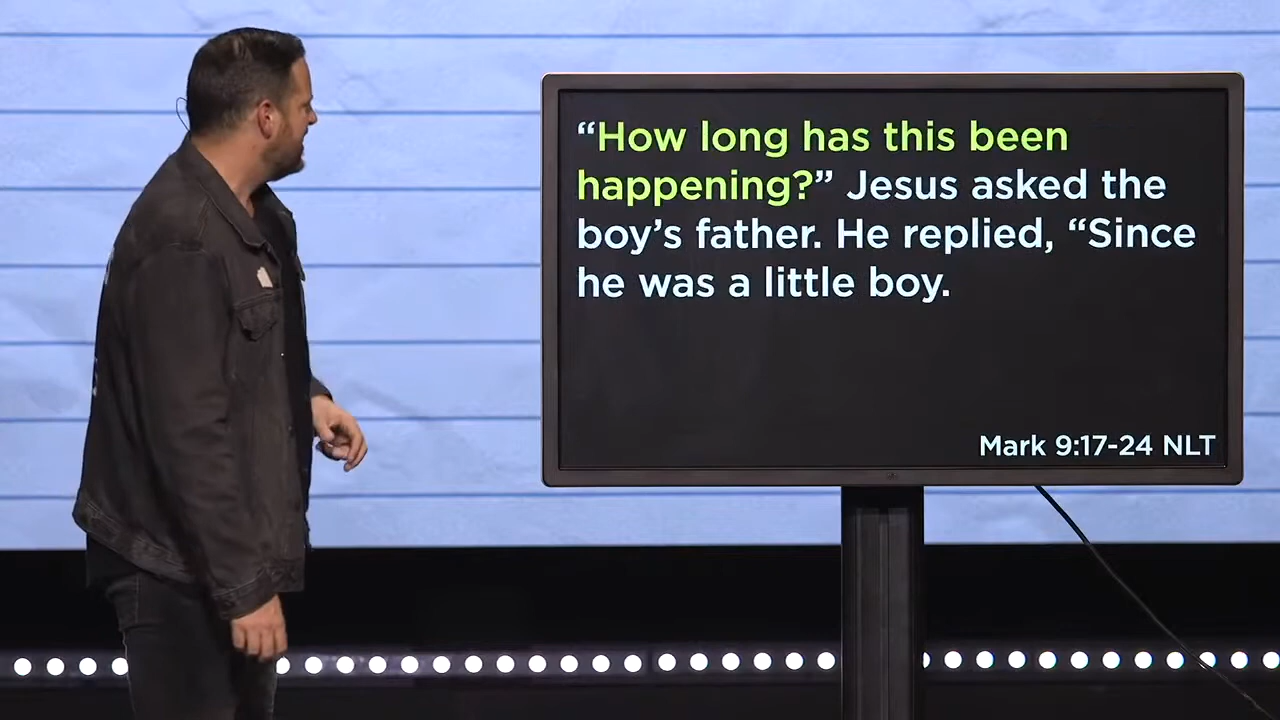 “How long has this been
happening?” Jesus asked the
boy’s father. He replied, “Since
he was a little boy.
Mark 9:17-24 NLT